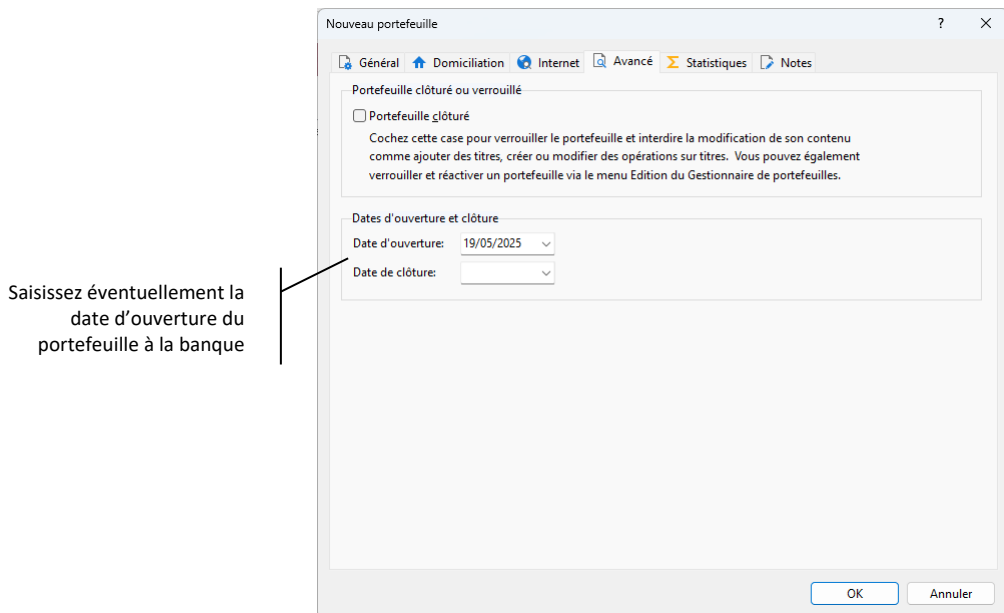 Nouveau portefeuille
?
Général Domiciliation Internet Avancé Statistiques Notes
Portefeuille clôturé ou verrouillé
Portefeuille clôturé
Cochez cette case pour verrouiller le portefeuille et interdire la modification de son contenu
comme ajouter des titres, créer ou modifier des opérations sur titres. Vous pouvez également
verrouiller et réactiver un portefeuille via le menu Edition du Gestionnaire de portefeuilles.
Dates d'ouverture et clôture
Date d'ouverture: 19/05/2025
Date de clôture:
Saisissez éventuellement la
date d’ouverture du
portefeuille à la banque
OK Annuler